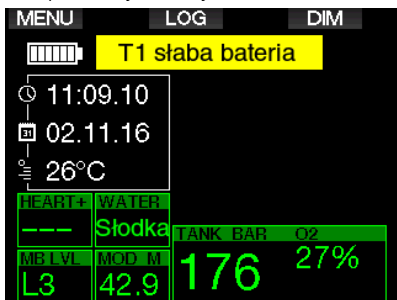 MENU LOG DIM
T1 słaba bateria
11:09.10
31 02.11.16
26°C
HEART+ WATER
--- Słodka
TANK BAR O2
176 27%
MB LVL MOD M
L3 42.9